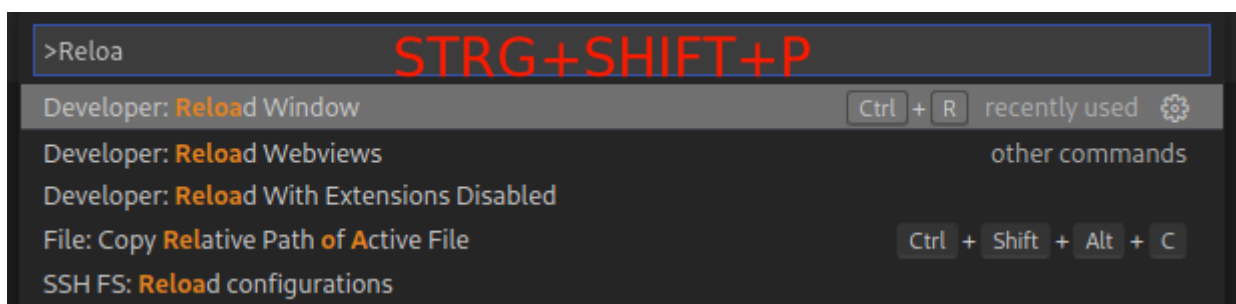 >Reloa STRG+SHIFT+P
Developer: Reload Window Ctrl + R recently used
Developer: Reload Webviews other commands
Developer: Reload With Extensions Disabled
File: Copy Relative Path of Active File Ctrl + Shift + Alt + C
SSH FS: Reload configurations